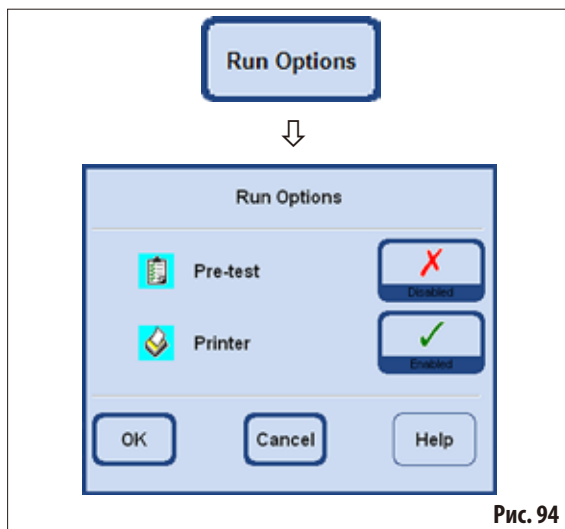 Run Options
Run Options
Pre-test
Disabled
Printer
Enabled
OK Cancel Help
Рис. 94